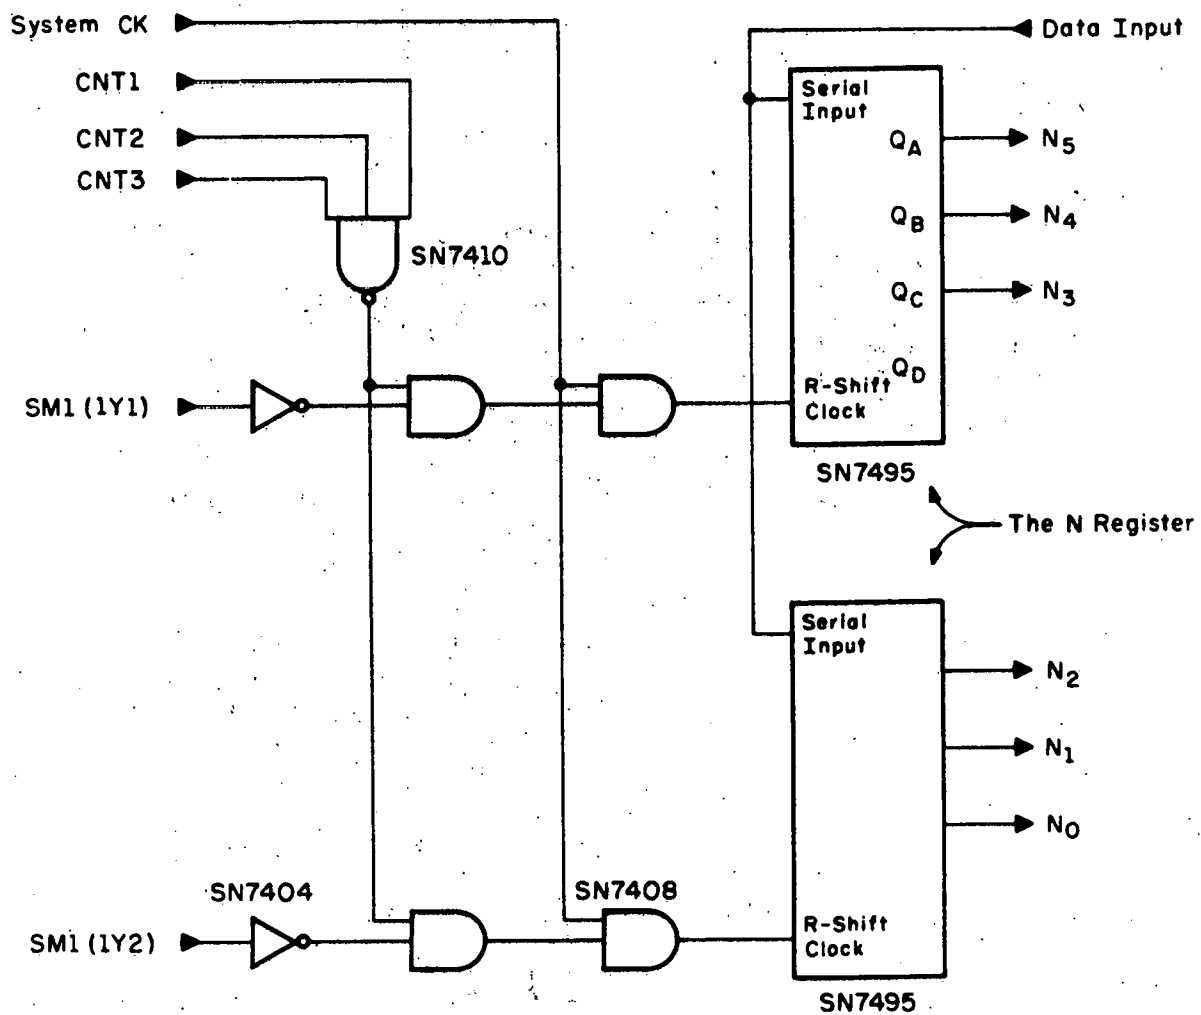 System CK
Data Input
CNT1
CNT2
CNT3
SN7410
Serial
Input
QA
QB
QC
QD
N5
N4
N3
R-Shift
Clock
SM1 (1Y1)
SN7495
The N Register
Serial
Input
N2
N1
N0
SN7404
SN7408
R-Shift
Clock
SM1 (1Y2)
SN7495